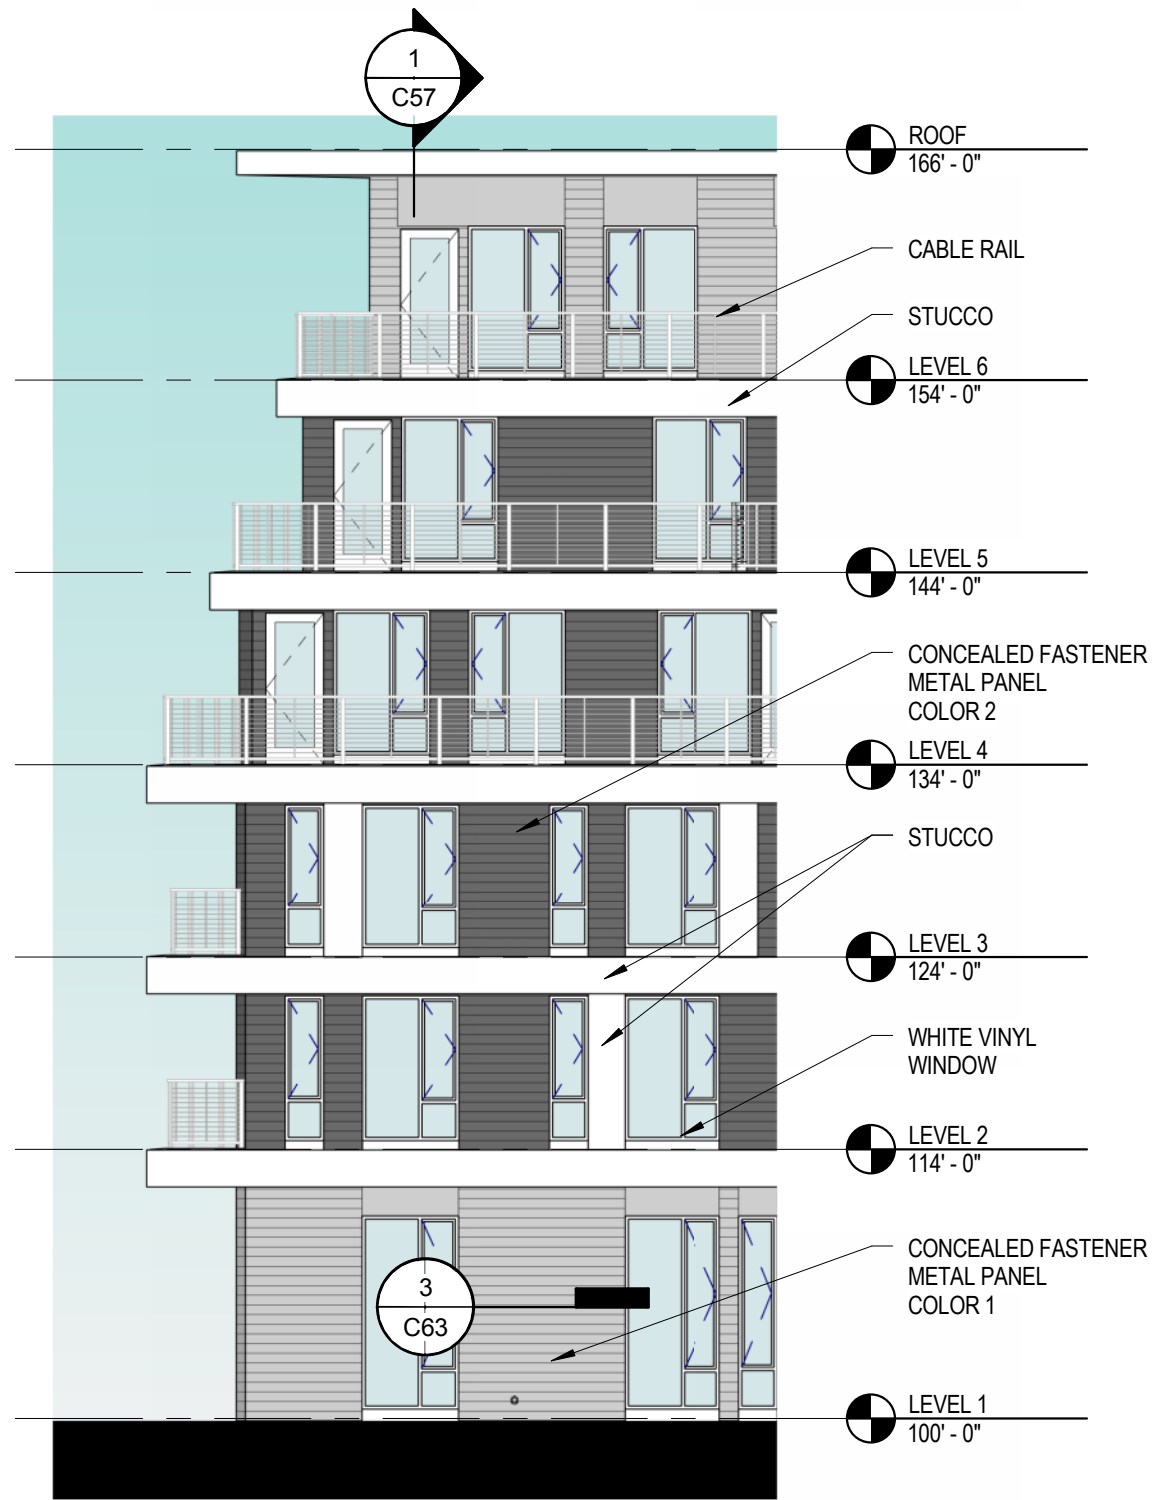 1
C57
ROOF
166' - 0"
CABLE RAIL
STUCCO
LEVEL 6
154' - 0"
LEVEL 5
144' - 0"
CONCEALED FASTENER
METAL PANEL
COLOR 2
LEVEL 4
134' - 0"
STUCCO
LEVEL 3
124' - 0"
WHITE VINYL
WINDOW
LEVEL 2
114' - 0"
CONCEALED FASTENER
METAL PANEL
COLOR 1
3
C63
LEVEL 1
100' - 0"